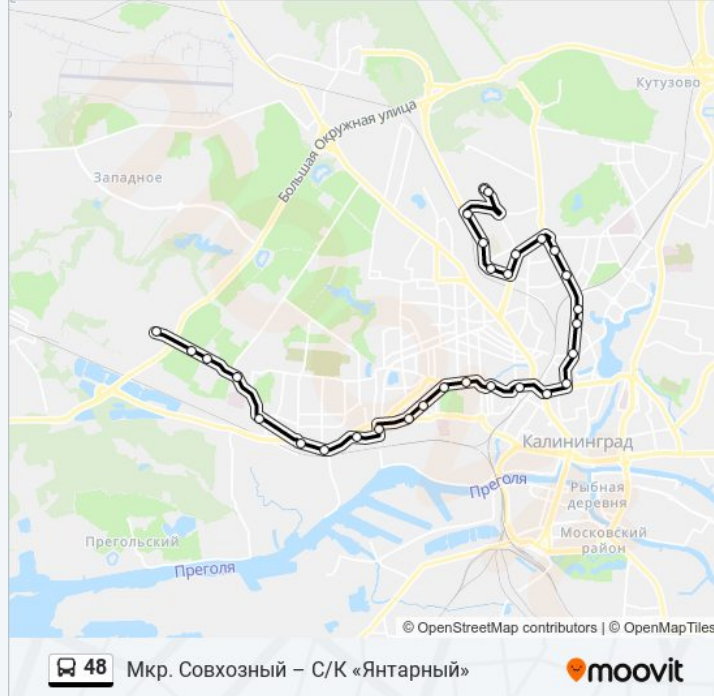 Кутузово
Большая Окружная улица
Западное
Калининград
Преголя
Рыбная
деревня
Московский
район
Прегольский
Преголя
© OpenStreetMap contributors | © OpenMapTiles
48 Мкр. Совхозный – С/К «Янтарный»
moovit